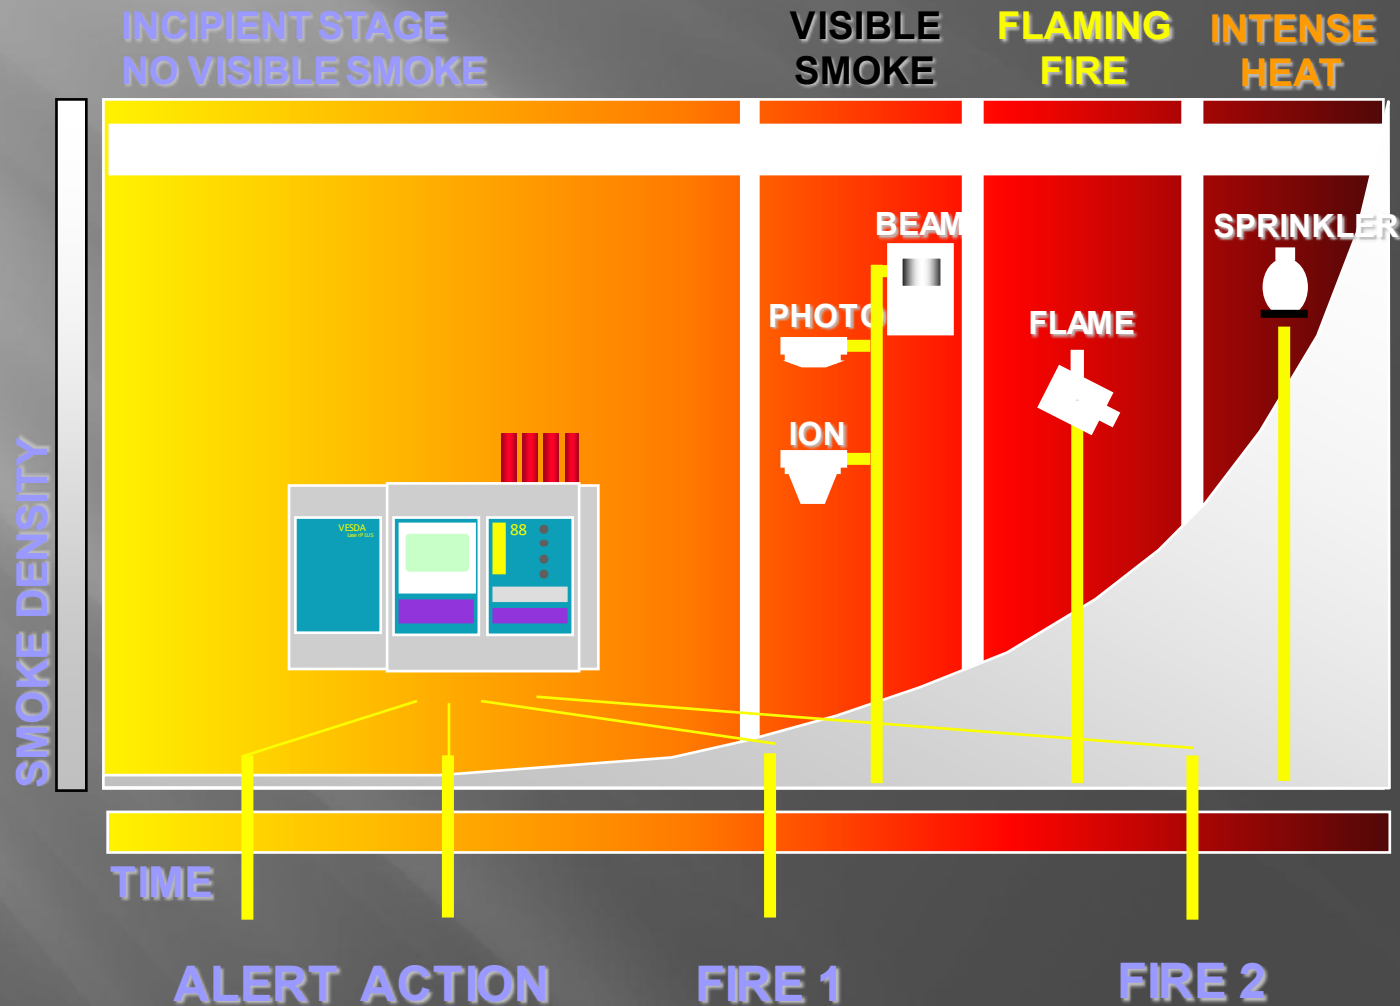 INCIPIENT STAGE
NO VISIBLE SMOKE
VISIBLE
SMOKE
FLAMING
FIRE
INTENSE
HEAT
BEAM
SPRINKLER
PHOTO
FLAME
ION
VESDA
88
SMOKE DENSITY
TIME
ALERT
ACTION
FIRE 1
FIRE 2